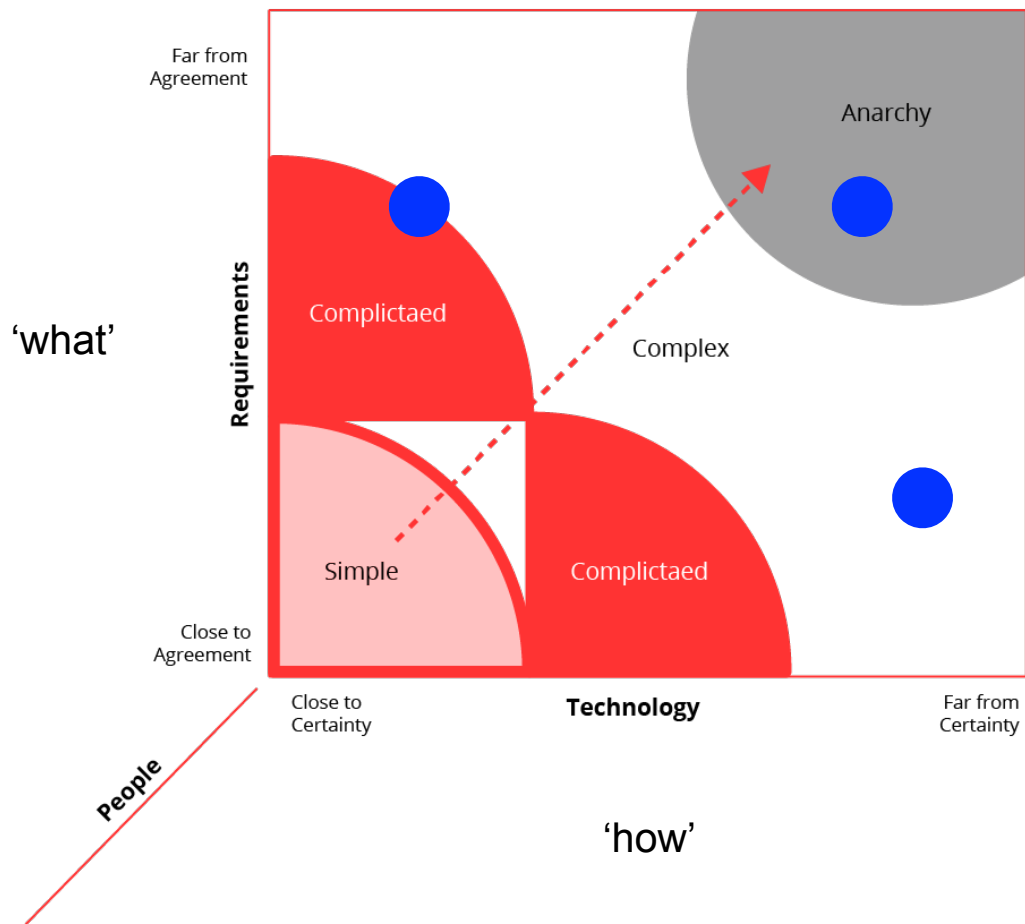 Far from
Agreement
Anarchy
Complictaed
Requirements
‘what’
Complex
Simple
Complictaed
Close to
Agreement
Close to
Certainty
Technology
Far from
Certainty
People
‘how’